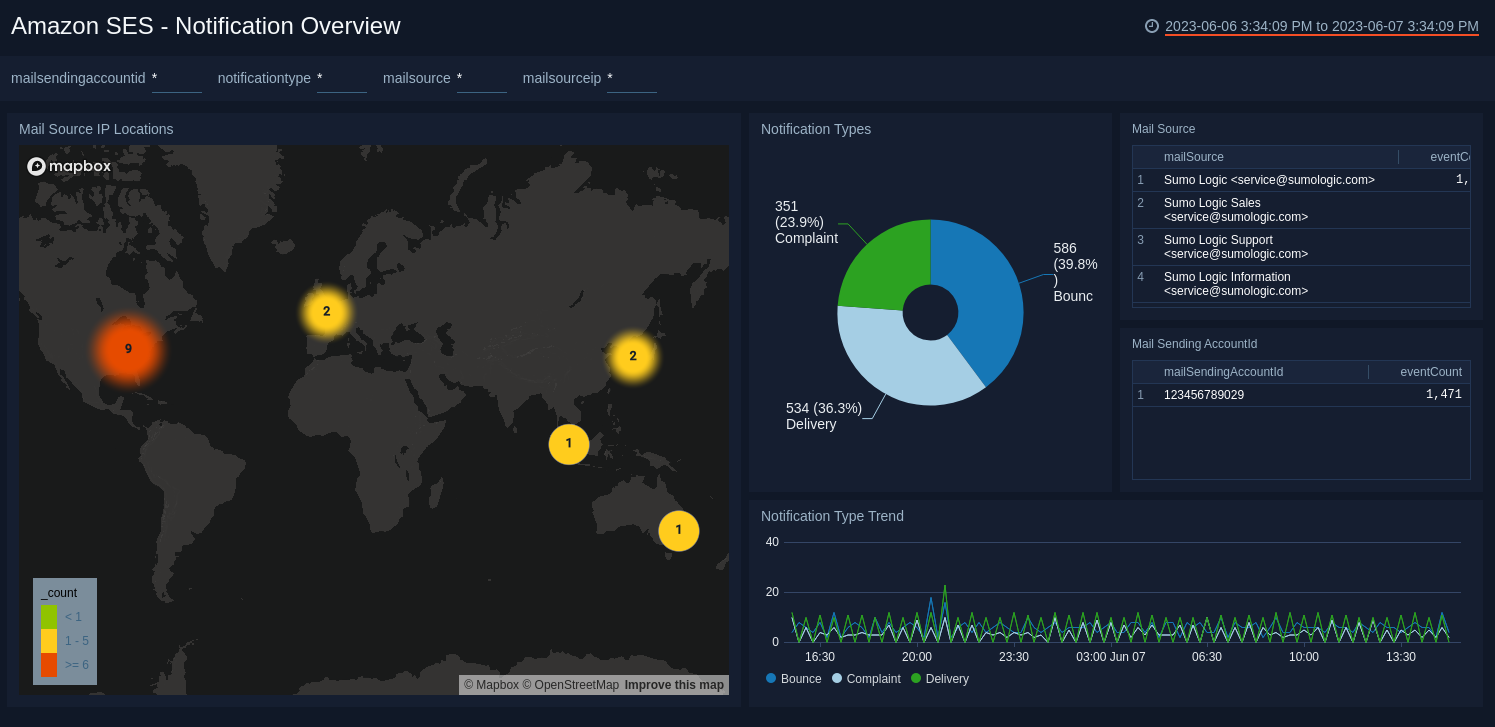 Amazon SES - Notification Overview
2023-06-06 3:34:09 PM to 2023-06-07 3:34:09 PM
mailsendingaccountid *
notificationtype *
mailsource *
mailsourceip *
Mail Source IP Locations
mapbox
9
2
2
1
1
_count
< 1
1 - 5
>= 6
© Mapbox © OpenStreetMap Improve this map
Notification Types
351
(23.9%)
Complaint
586
(39.8%
)
Bounc
534 (36.3%)
Delivery
Mail Source
mailSource eventCo
1 Sumo Logic <service@sumologic.com> 1,
2 Sumo Logic Sales
<service@sumologic.com>
3 Sumo Logic Support
<service@sumologic.com>
4 Sumo Logic Information
<service@sumologic.com>
Mail Sending AccountId
mailSendingAccountId eventCount
1 123456789029 1,471
Notification Type Trend
40
20
0
16:30 20:00 23:30 03:00 Jun 07 06:30 10:00 13:30
Bounce Complaint Delivery